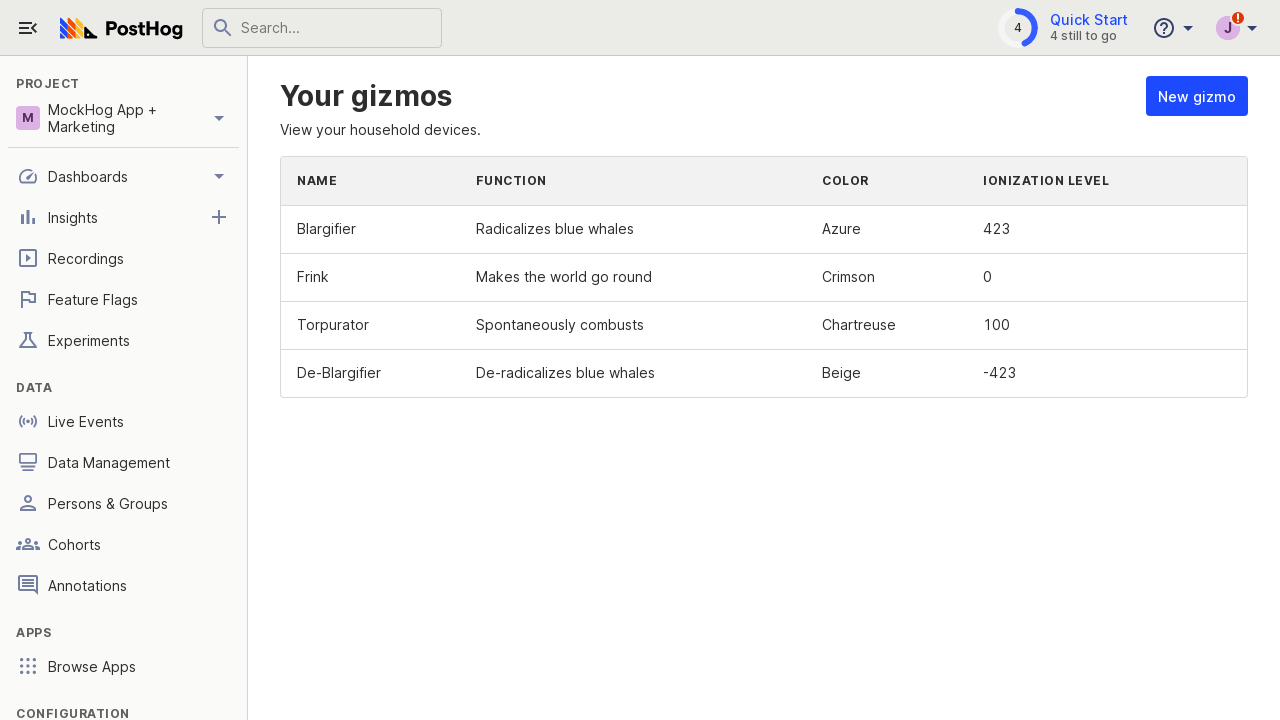 PostHog
Search...
4
Quick Start
4 still to go
J
PROJECT
M
MockHog App +
Marketing
Dashboards
Insights
Recordings
Feature Flags
Experiments
DATA
Live Events
Data Management
Persons & Groups
Cohorts
Annotations
APPS
Browse Apps
CONFIGURATION
Your gizmos
New gizmo
View your household devices.
NAME FUNCTION COLOR IONIZATION LEVEL
Blargifier Radicalizes blue whales Azure 423
Frink Makes the world go round Crimson 0
Torpurator Spontaneously combusts Chartreuse 100
De-Blargifier De-radicalizes blue whales Beige -423